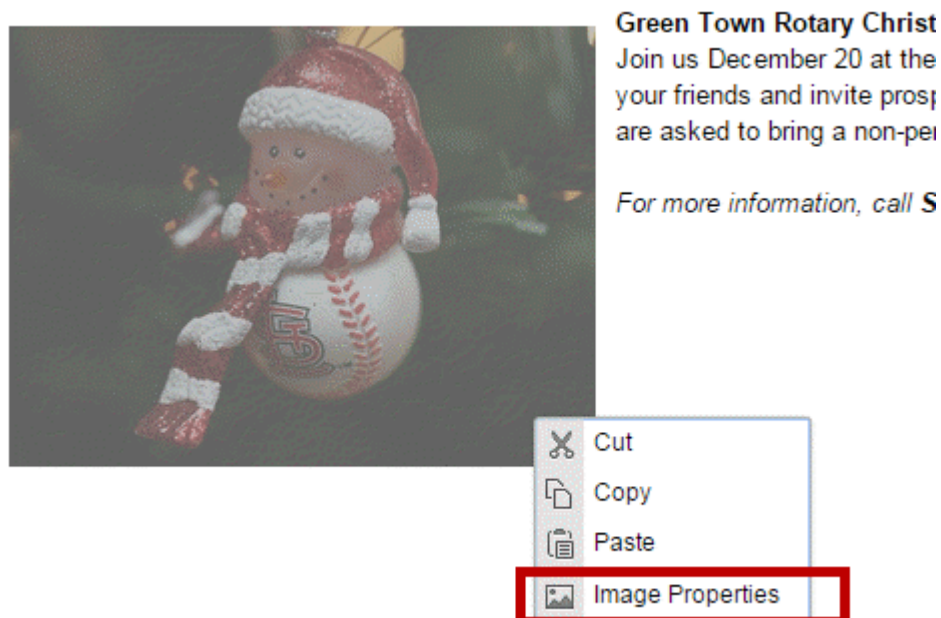 Green Town Rotary Christ
Join us December 20 at the
your friends and invite prosp
are asked to bring a non-per
For more information, call S
Cut
Copy
Paste
Image Properties